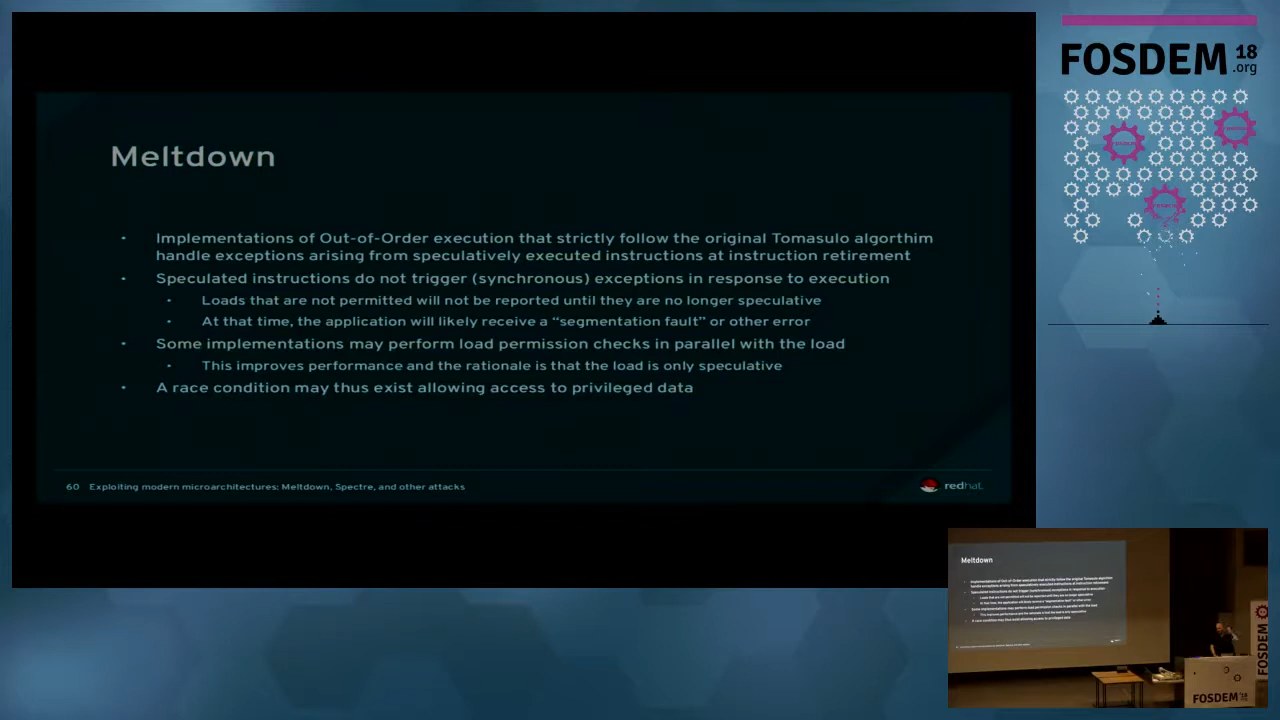 Meltdown
• Implementations of Out-of-Order execution that strictly follow the original Tomasulo algorthim
handle exceptions arising from speculatively executed instructions at instruction retirement
• Speculated instructions do not trigger (synchronous) exceptions in response to execution
• Loads that are not permitted will not be reported until they are no longer speculative
• At that time, the application will likely receive a “segmentation fault” or other error
• Some implementations may perform load permission checks in parallel with the load
• This improves performance and the rationale is that the load is only speculative
• A race condition may thus exist allowing access to privileged data
60 Exploiting modern microarchitectures: Meltdown, Spectre, and other attacks
redhat.
FOSDEM 18
.org
Meltdown
FOSDEM
FOSDEM 18